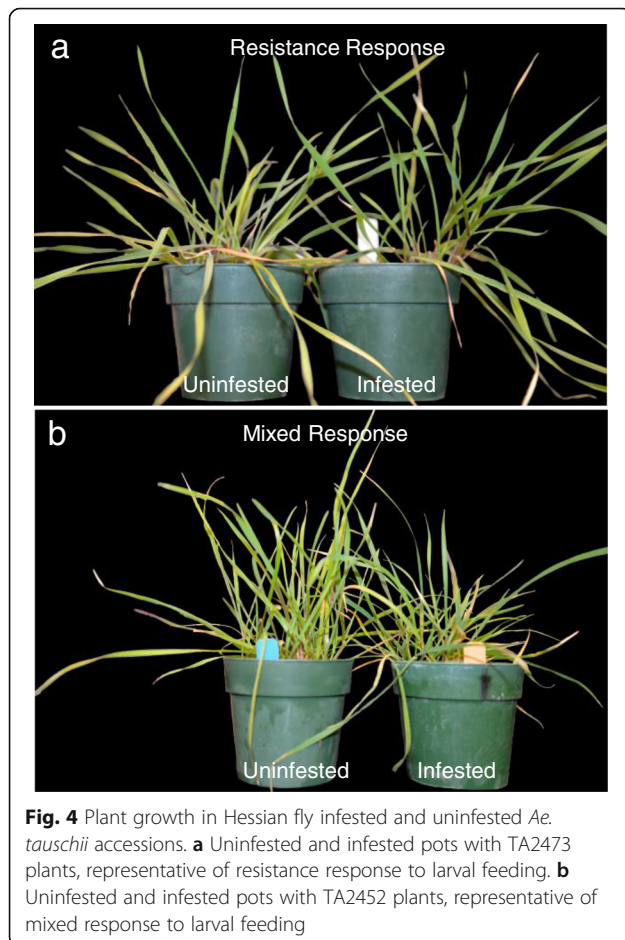 a
Resistance Response
Uninfested
Infested
b
Mixed Response
Uninfested
Infested
Fig. 4 Plant growth in Hessian fly infested and uninfested Ae.
tauschii accessions. a Uninfested and infested pots with TA2473
plants, representative of resistance response to larval feeding. b
Uninfested and infested pots with TA2452 plants, representative of
mixed response to larval feeding